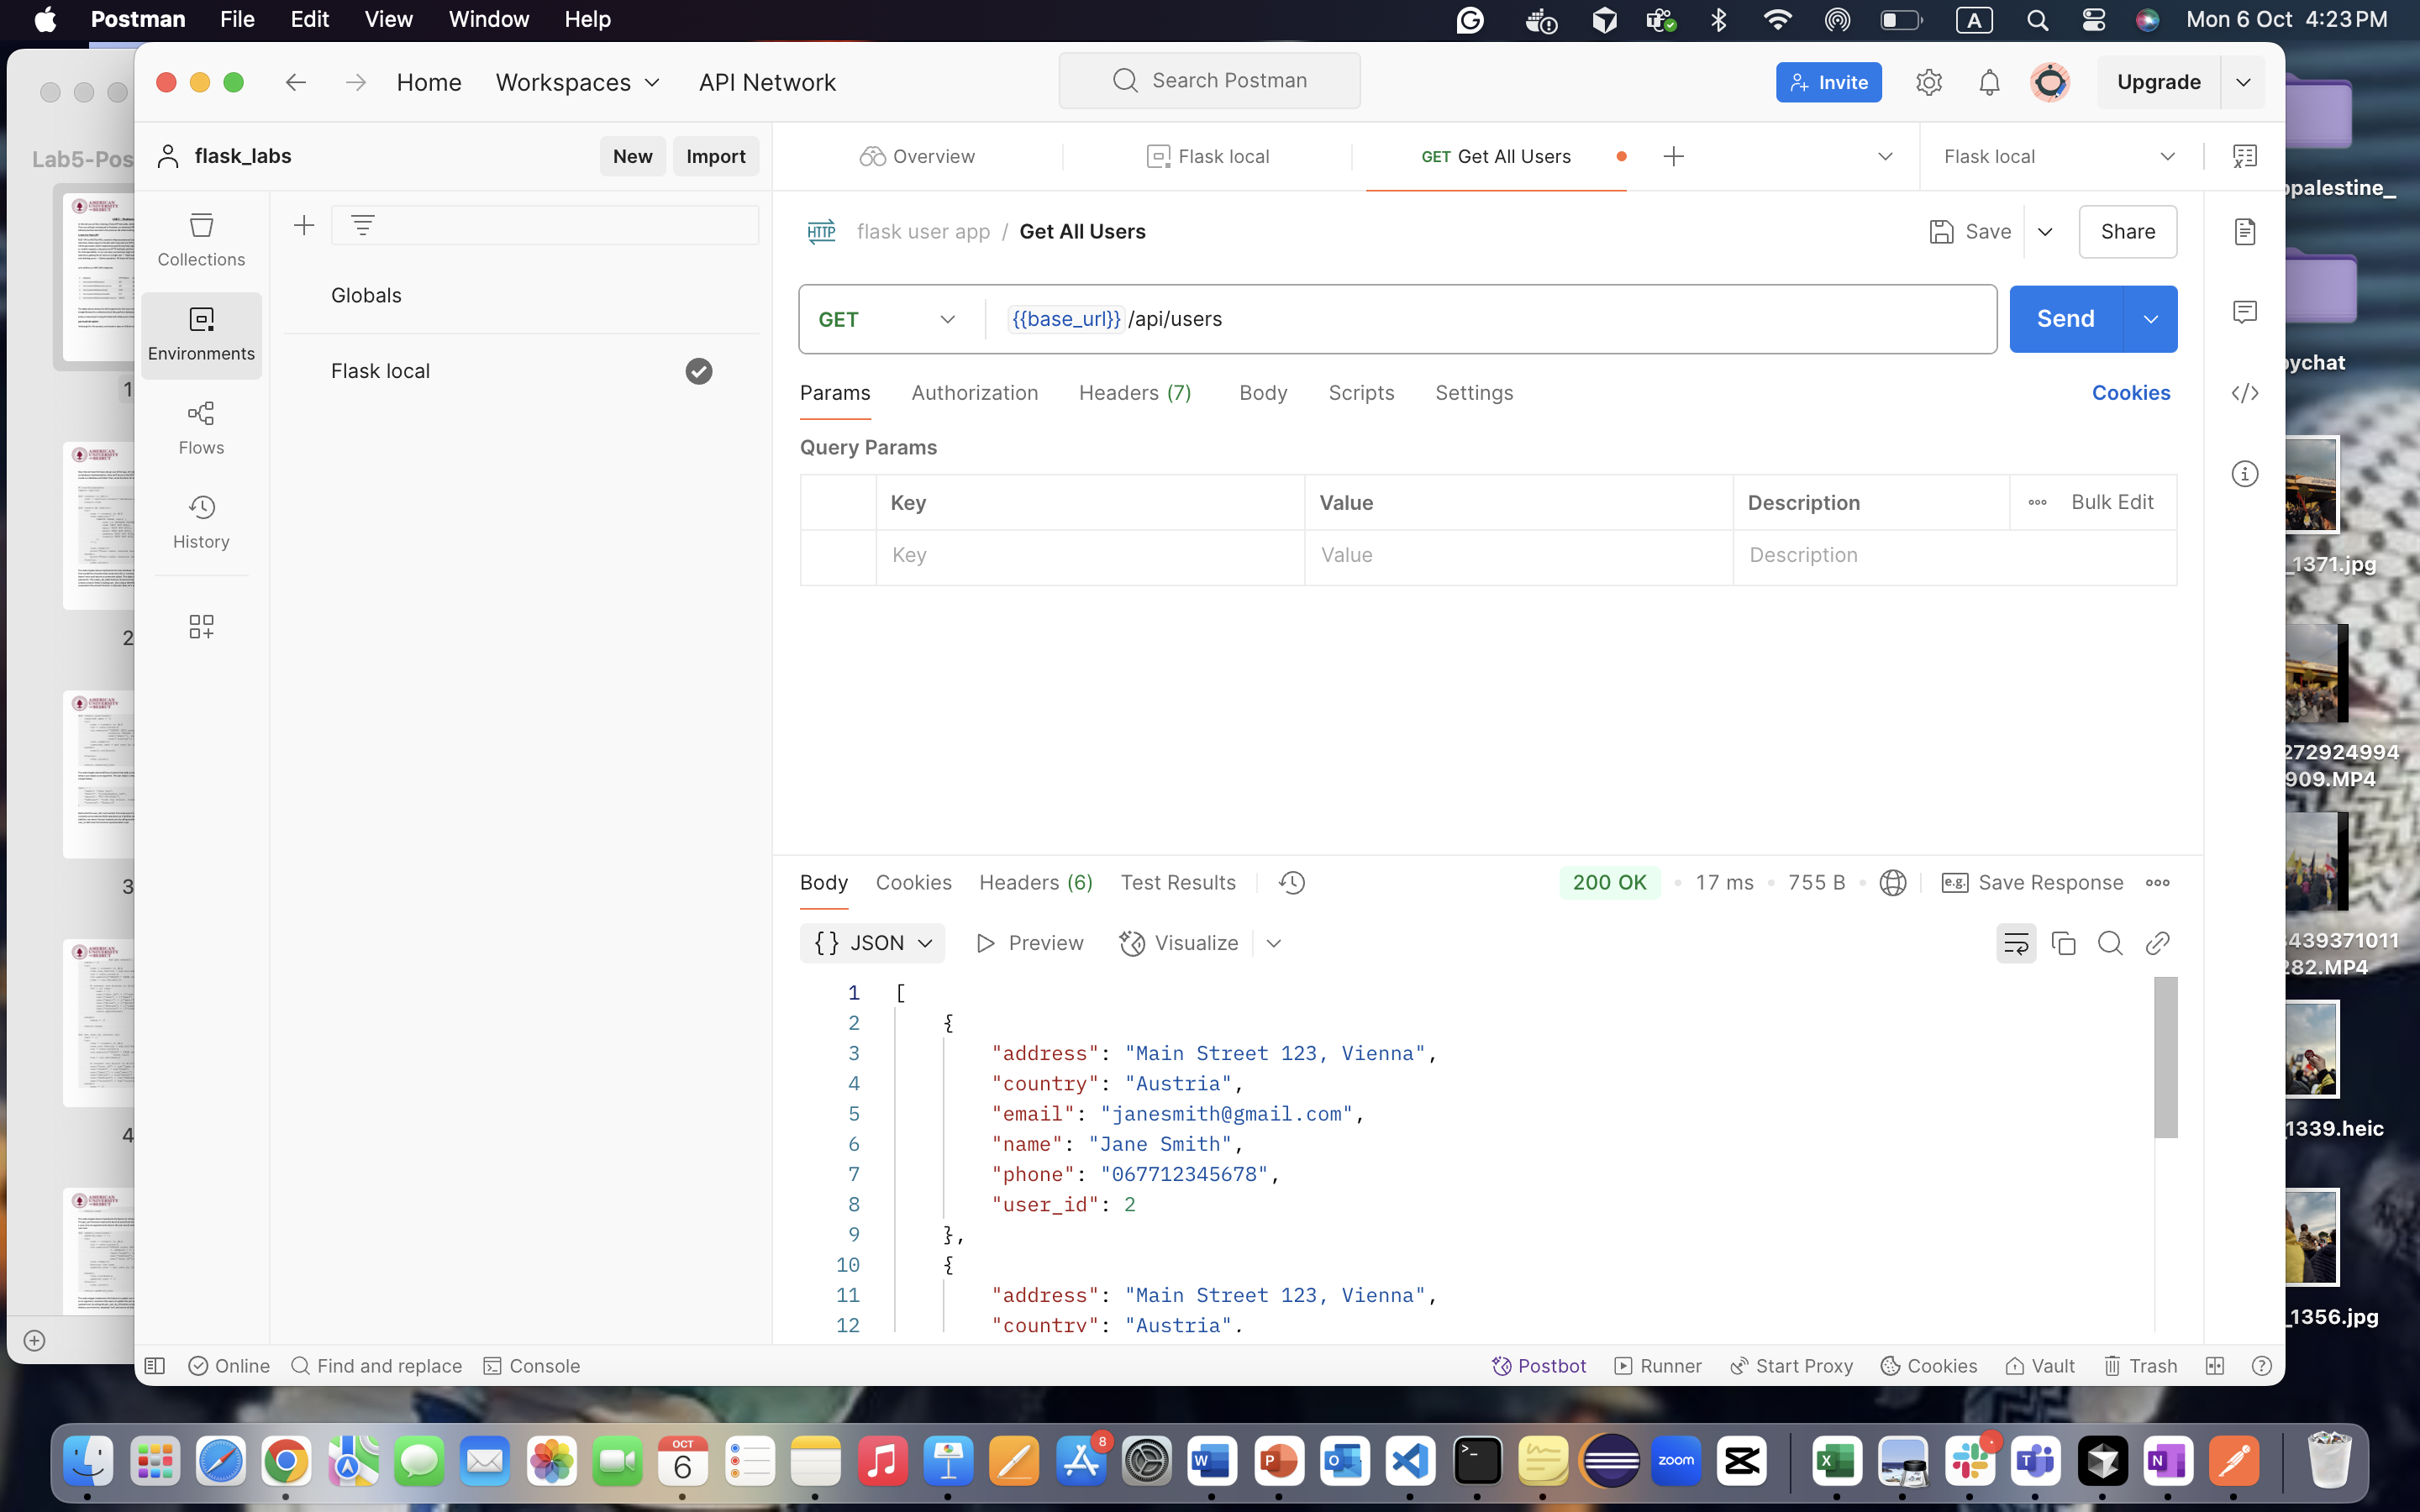 Postman File Edit View Window Help
A Mon 6 Oct 4:23 PM
Lab5-Pos
AMERICAN UNIVERSITY OF BEIRUT
1
2
3
4
Home Workspaces API Network
Search Postman
Invite Upgrade
flask_labs New Import
Overview Flask local GET Get All Users Flask local
Collections
Environments
Flows
History
Globals
Flask local
HTTP flask user app / Get All Users Save Share
GET {{base_url}}/api/users Send
Params Authorization Headers (7) Body Scripts Settings Cookies
Query Params
Key Value Description Bulk Edit
Key Value Description
Body Cookies Headers (6) Test Results 200 OK • 17 ms • 755 B • e.g. Save Response
{} JSON Preview Visualize
1 [
2 {
3 "address": "Main Street 123, Vienna",
4 "country": "Austria",
5 "email": "janesmith@gmail.com",
6 "name": "Jane Smith",
7 "phone": "067712345678",
8 "user_id": 2
9 },
10 {
11 "address": "Main Street 123, Vienna",
12 "country": "Austria",
Online Find and replace Console Postbot Runner Start Proxy Cookies Vault Trash
palestine_
ychat
_1371.jpg
272924994
909.MP4
439371011
282.MP4
1339.heic
_1356.jpg
OCT
6
8
zoom